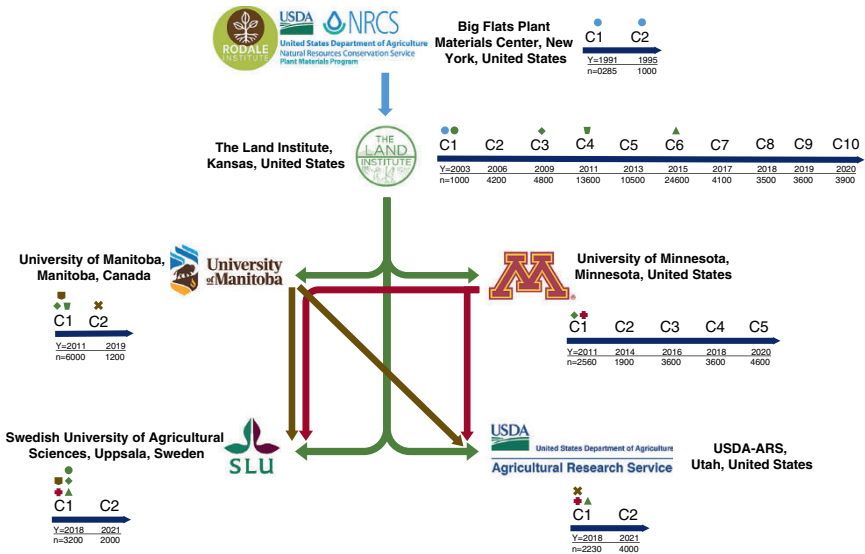 RODALE
INSTITUTE
USDA
NRCS
United States Department of Agriculture
Natural Resources Conservation Service
Plant Materials Program
Big Flats Plant
Materials Center, New
York, United States
C1 C2
Y=1991 1995
n=0285 1000
The Land Institute,
Kansas, United States
THE
LAND
INSTITUTE
C1 C2 C3 C4 C5 C6 C7 C8 C9 C10
Y=2003 2006 2009 2011 2013 2015 2017 2018 2019 2020
n=1000 4200 4800 13600 10500 24600 4100 3500 3600 3900
University of Manitoba,
Manitoba, Canada
University
of Manitoba
C1 C2
Y=2011 2019
n=6000 1200
M
University of Minnesota,
Minnesota, United States
C1 C2 C3 C4 C5
Y=2011 2014 2016 2018 2020
n=2560 1900 3600 3600 4600
Swedish University of Agricultural
Sciences, Uppsala, Sweden
SLU
C1 C2
Y=2018 2021
n=3200 2000
USDA
United States Department of Agriculture
Agricultural Research Service
USDA-ARS,
Utah, United States
C1 C2
Y=2018 2021
n=2230 4000